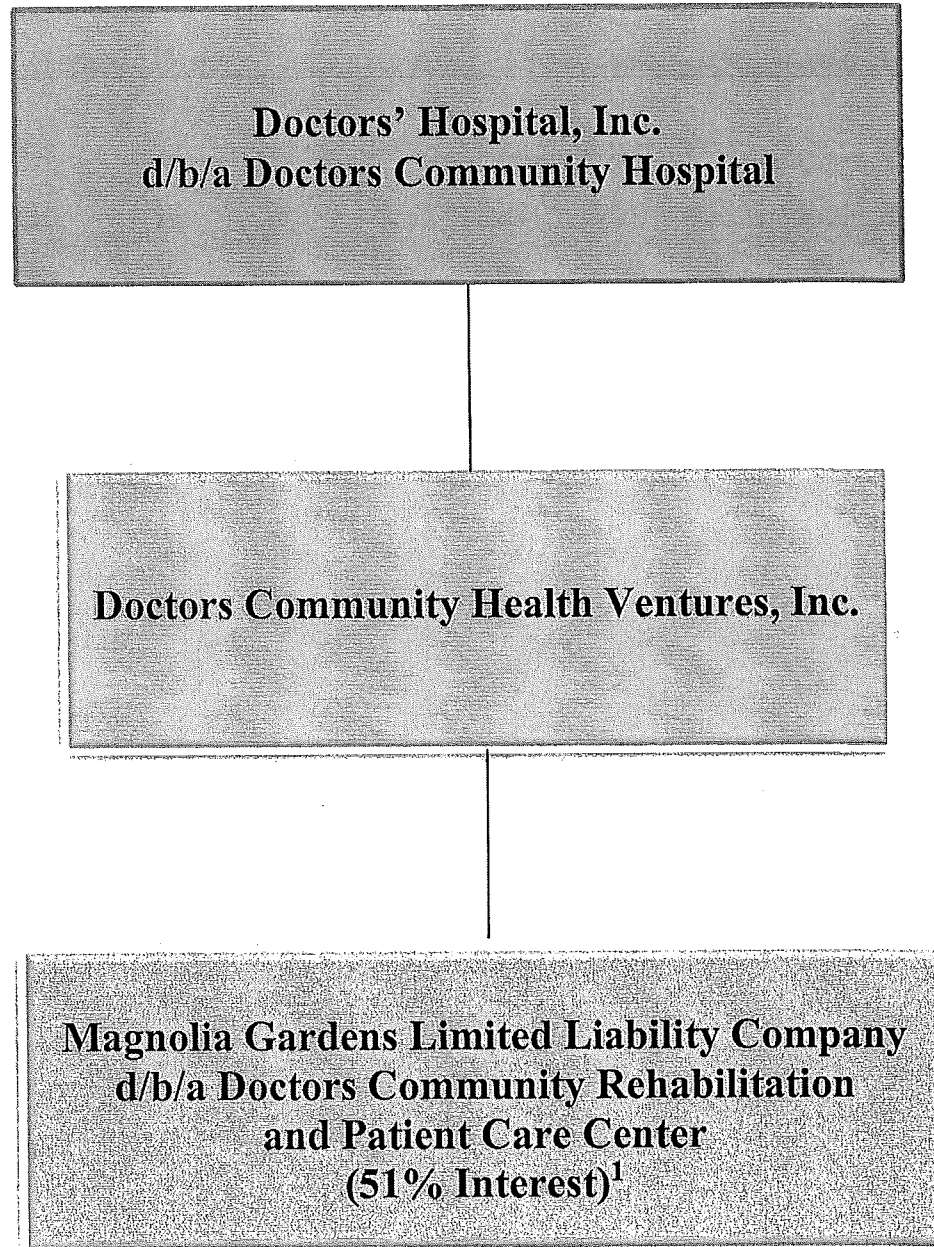 Doctors’ Hospital, Inc.
d/b/a Doctors Community Hospital
Doctors Community Health Ventures, Inc.
Magnolia Gardens Limited Liability Company
d/b/a Doctors Community Rehabilitation
and Patient Care Center
(51% Interest)¹